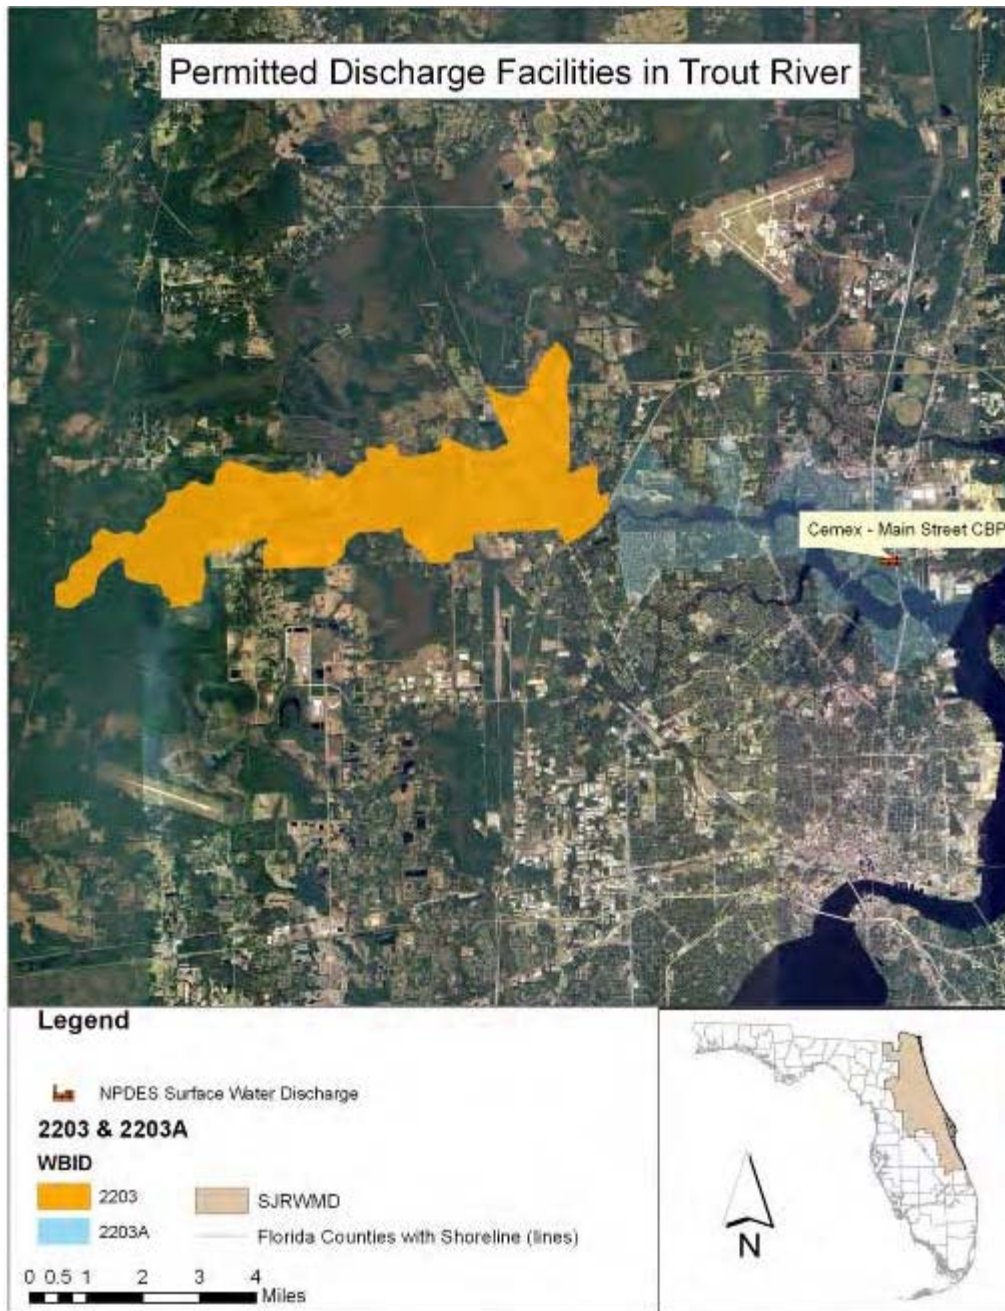 Permitted Discharge Facilities in Trout River
Cemex - Main Street CBP
Legend
NPDES Surface Water Discharge
2203 & 2203A
WBID
2203
SJRWMD
2203A
Florida Counties with Shoreline (lines)
0 0.5 1 2 3 4
Miles
N